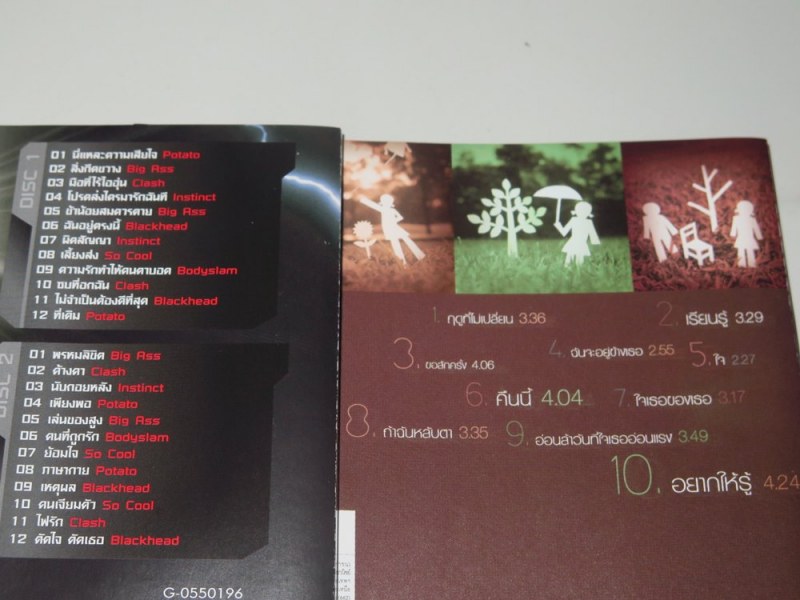 DISC 1
01 นี่แหละความเสียใจ Potato
02 สิ่งกีดขวาง Big Ass
03 มือที่ไร้ไออุ่น Clash
04 โปรดส่งใครมารักฉันที Instinct
05 ข้าน้อยสมควรตาย Big Ass
06 ฉันอยู่ตรงนี้ Blackhead
07 ผิดสัญญา Instinct
08 เสี่ยงส่ง So Cool
09 ความรักทำให้คนตาบอด Bodyslam
10 ซบที่อกฉัน Clash
11 ไม่จำเป็นต้องดีที่สุด Blackhead
12 ที่เดิม Potato
DISC 2
01 พรหมลิขิต Big Ass
02 ค้างคา Clash
03 นับถอยหลัง Instinct
04 เพียงพอ Potato
05 เล่นของสูง Big Ass
06 คนที่ถูกรัก Bodyslam
07 ย้อมใจ So Cool
08 ภาษากาย Potato
09 เหตุผล Blackhead
10 คนเจียมตัว So Cool
11 ไฟรัก Clash
12 ตัดใจ ตัดเธอ Blackhead
G-0550196
1. ฤดูที่ไม่เปลี่ยน 3.36
2. เรียนรู้ 3.29
3. ขอสักครั้ง 4.06
4. ฉันจะอยู่ข้างเธอ 2.55
5. ใจ 2.27
6. คืนนี้ 4.04
7. ใจเธอของเธอ 3.17
8. ถ้าฉันหลับตา 3.35
9. อ่อนล้าวันที่ใจเธออ่อนแรง 3.49
10. อยากให้รู้ 4.24